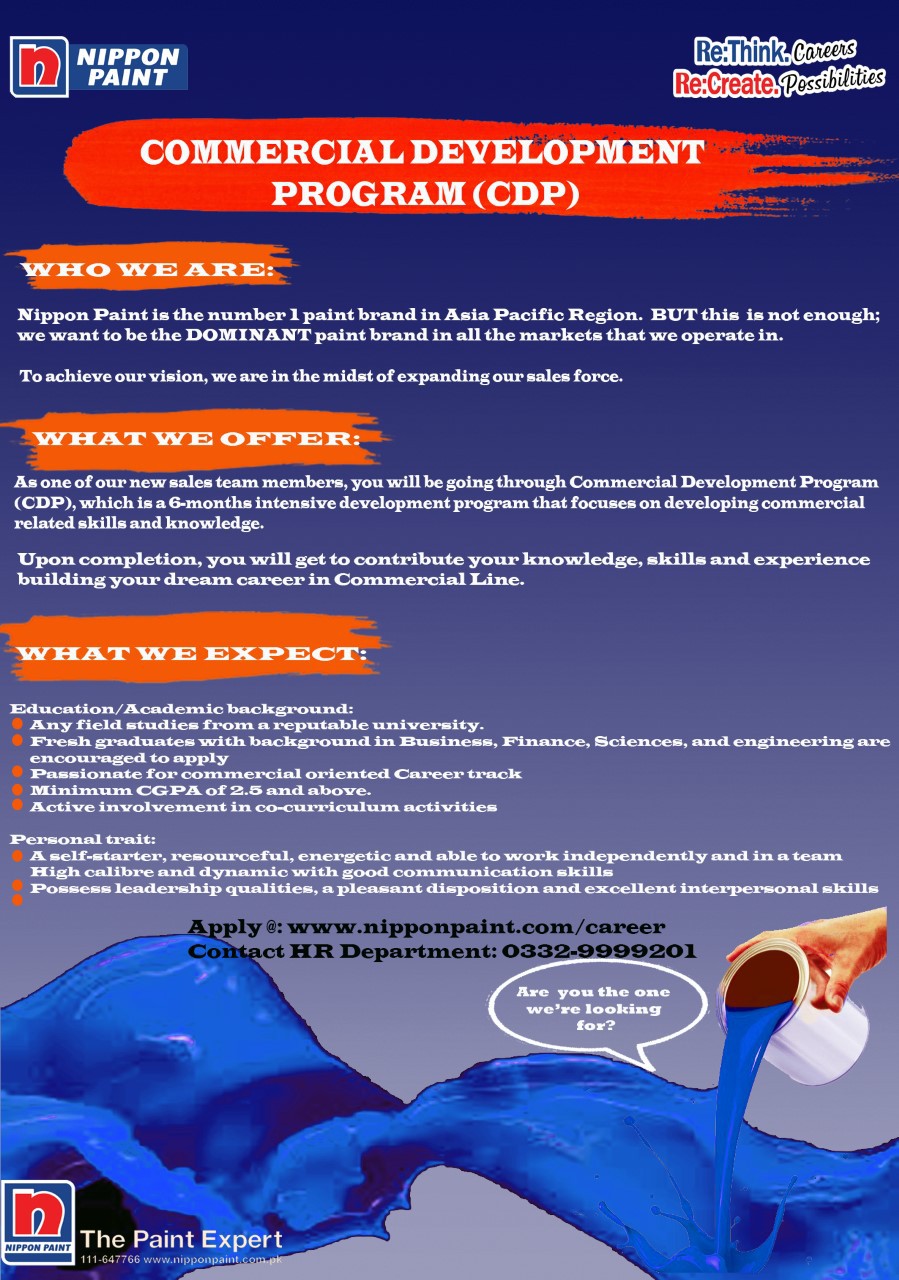 n NIPPON
PAINT
Re:Think. Careers
Re:Create. Possibilities
COMMERCIAL DEVELOPMENT
PROGRAM (CDP)
WHO WE ARE:
Nippon Paint is the number 1 paint brand in Asia Pacific Region. BUT this is not enough;
we want to be the DOMINANT paint brand in all the markets that we operate in.
To achieve our vision, we are in the midst of expanding our sales force.
WHAT WE OFFER:
As one of our new sales team members, you will be going through Commercial Development Program
(CDP), which is a 6-months intensive development program that focuses on developing commercial
related skills and knowledge.
Upon completion, you will get to contribute your knowledge, skills and experience
building your dream career in Commercial Line.
WHAT WE EXPECT:
Education/Academic background:
Any field studies from a reputable university.
Fresh graduates with background in Business, Finance, Sciences, and engineering are
encouraged to apply
Passionate for commercial oriented Career track
Minimum CGPA of 2.5 and above.
Active involvement in co-curriculum activities
Personal trait:
A self-starter, resourceful, energetic and able to work independently and in a team
High calibre and dynamic with good communication skills
Possess leadership qualities, a pleasant disposition and excellent interpersonal skills
Apply @: www.nipponpaint.com/career
Contact HR Department: 0332-9999201
Are you the one
we're looking
for?
n
NIPPON PAINT
The Paint Expert
111-647766 www.nipponpaint.com.pk